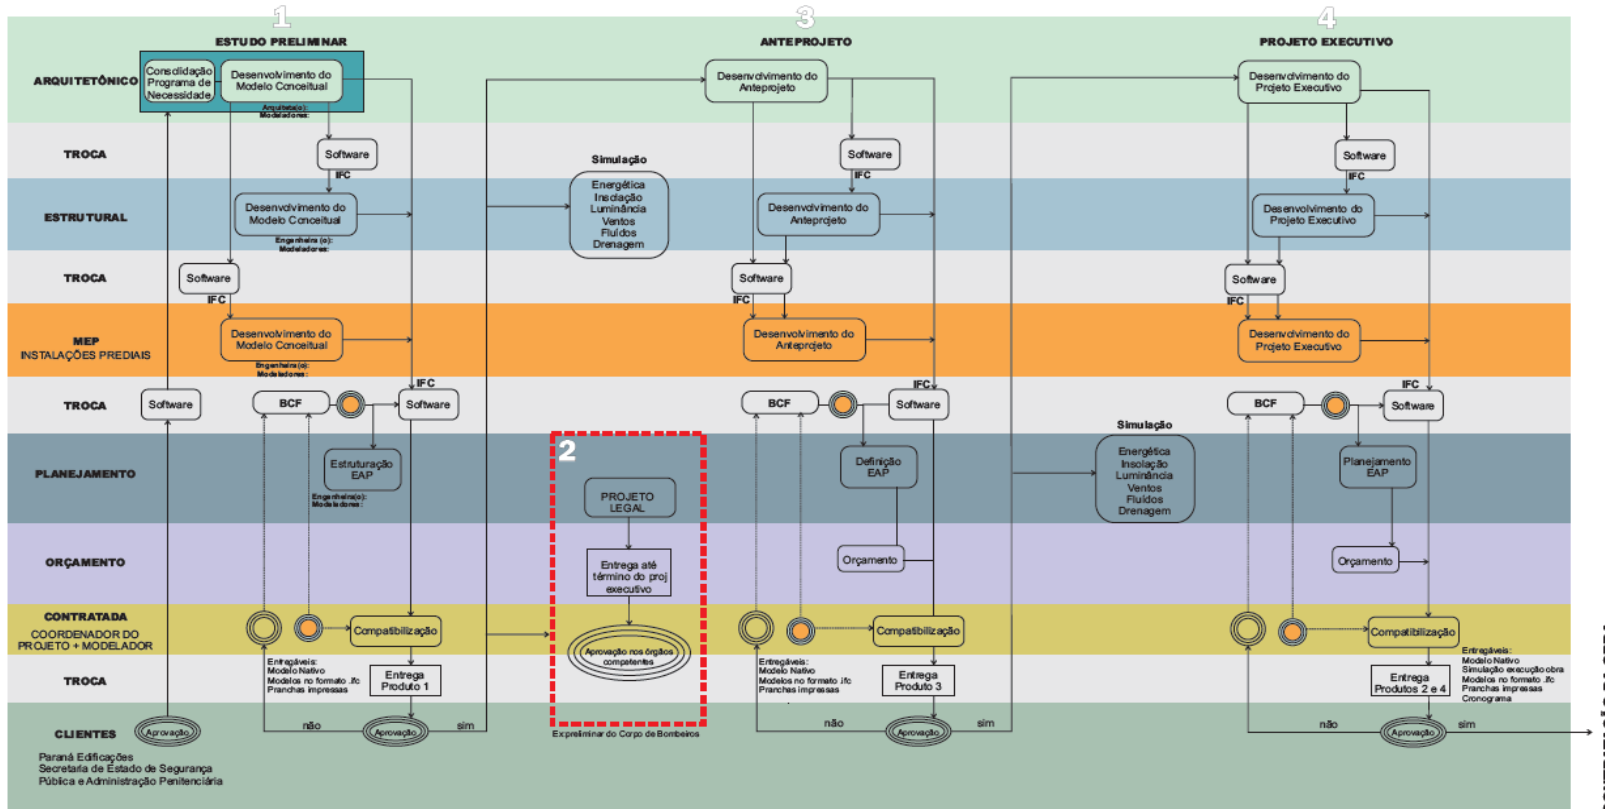 1
3
4
ESTUDO PRELIMINAR
ANTEPROJETO
PROJETO EXECUTIVO
ARQUITETÔNICO
Consolidação
Programa de
Necessidade
Desenvolvimento do
Modelo Conceitual
Arquiteta(o):
Modeladores:
Desenvolvimento do
Anteprojeto
Desenvolvimento do
Projeto Executivo
TROCA
Software
IFC
Simulação
Energética
Insolação
Luminância
Ventos
Fluídos
Drenagem
Software
IFC
Software
IFC
ESTRUTURAL
Desenvolvimento do
Modelo Conceitual
Engenheira (o):
Modeladores:
Desenvolvimento do
Anteprojeto
Desenvolvimento do
Projeto Executivo
TROCA
Software
IFC
Software
IFC
Software
IFC
MEP
INSTALAÇÕES PREDIAIS
Desenvolvimento do
Modelo Conceitual
Engenheira(o):
Modeladores:
Desenvolvimento do
Anteprojeto
Desenvolvimento do
Projeto Executivo
TROCA
Software
BCF
IFC
Software
BCF
IFC
Software
BCF
IFC
Software
PLANEJAMENTO
Estruturação
EAP
Engenheira(o):
Modeladores:
2
PROJETO
LEGAL
Definição
EAP
Simulação
Energética
Insolação
Luminância
Ventos
Fluídos
Drenagem
Planejamento
EAP
ORÇAMENTO
Entrega até
término do proj
executivo
Orçamento
Orçamento
CONTRATADA
COORDENADOR DO
PROJETO + MODELADOR
Compatibilização
Aprovação nos órgãos
competentes
Compatibilização
Compatibilização
TROCA
Entregáveis:
Modelo Nativo
Modelos no formato .ifc
Pranchas impressas
Entrega
Produto 1
Entregáveis:
Modelo Nativo
Modelos no formato .ifc
Pranchas impressas
Entrega
Produto 3
Entrega
Produtos 2 e 4
Entregáveis:
Modelo Nativo
Simulação execução obra
Modelos no formato .ifc
Pranchas impressas
Cronograma
CLIENTES
Paraná Edificações
Secretaria de Estado de Segurança
Pública e Administração Penitenciária
Aprovação
não
Aprovação
sim
Ex preliminar do Corpo de Bombeiros
não
Aprovação
sim
não
Aprovação
sim